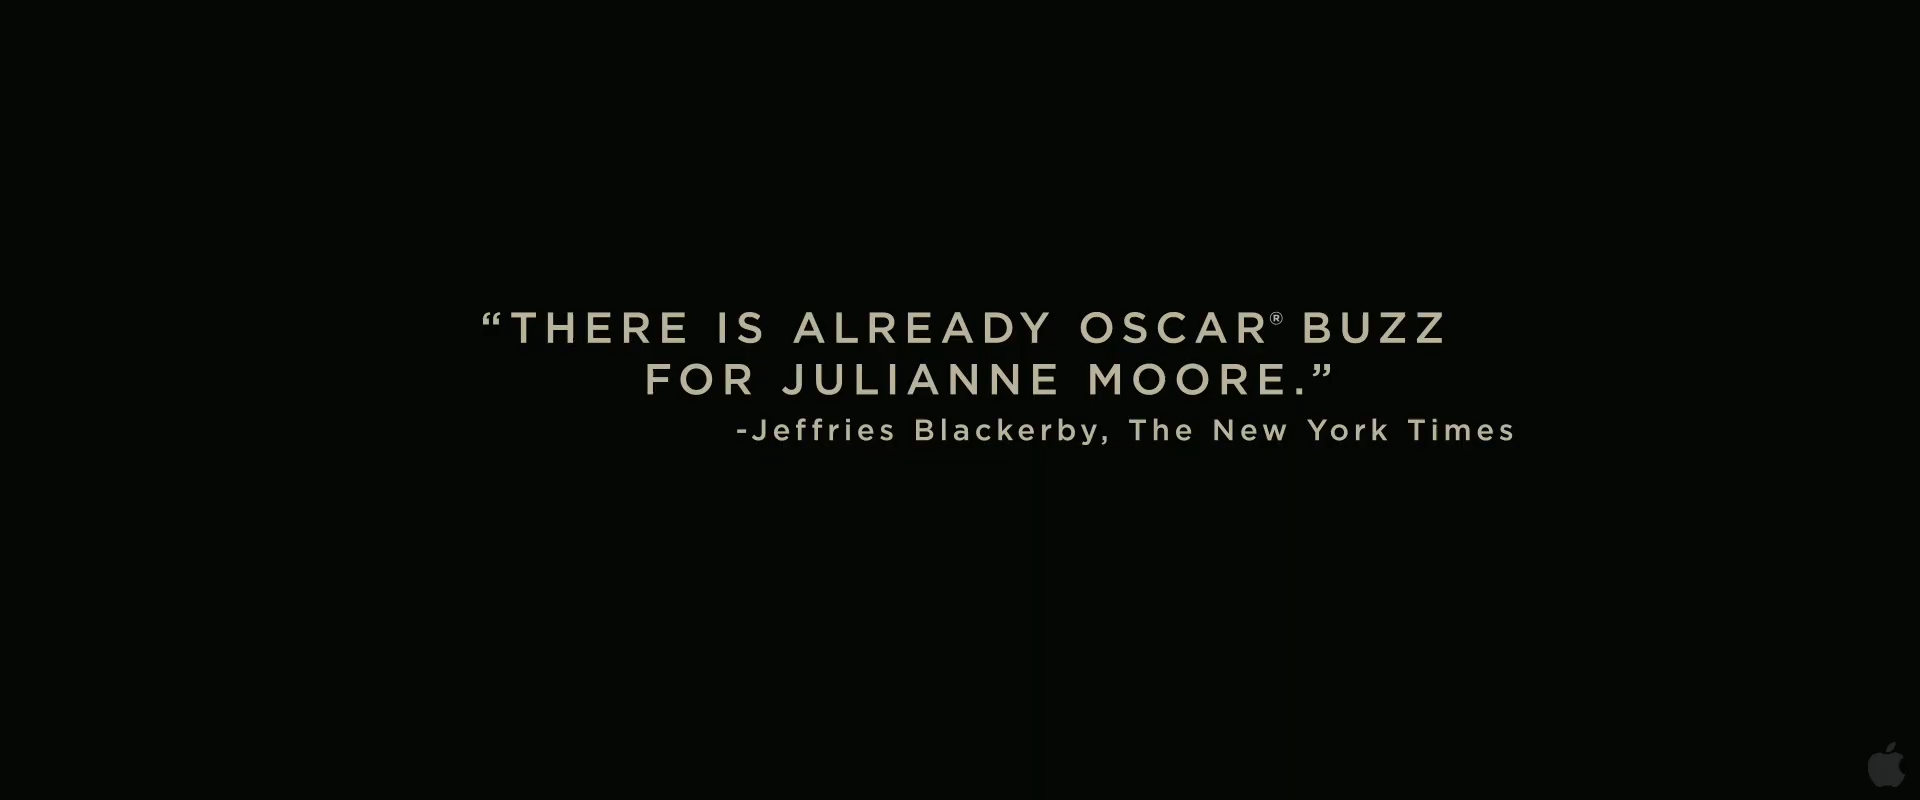 “THERE IS ALREADY OSCAR® BUZZ
FOR JULIANNE MOORE.”
-Jeffries Blackerby, The New York Times